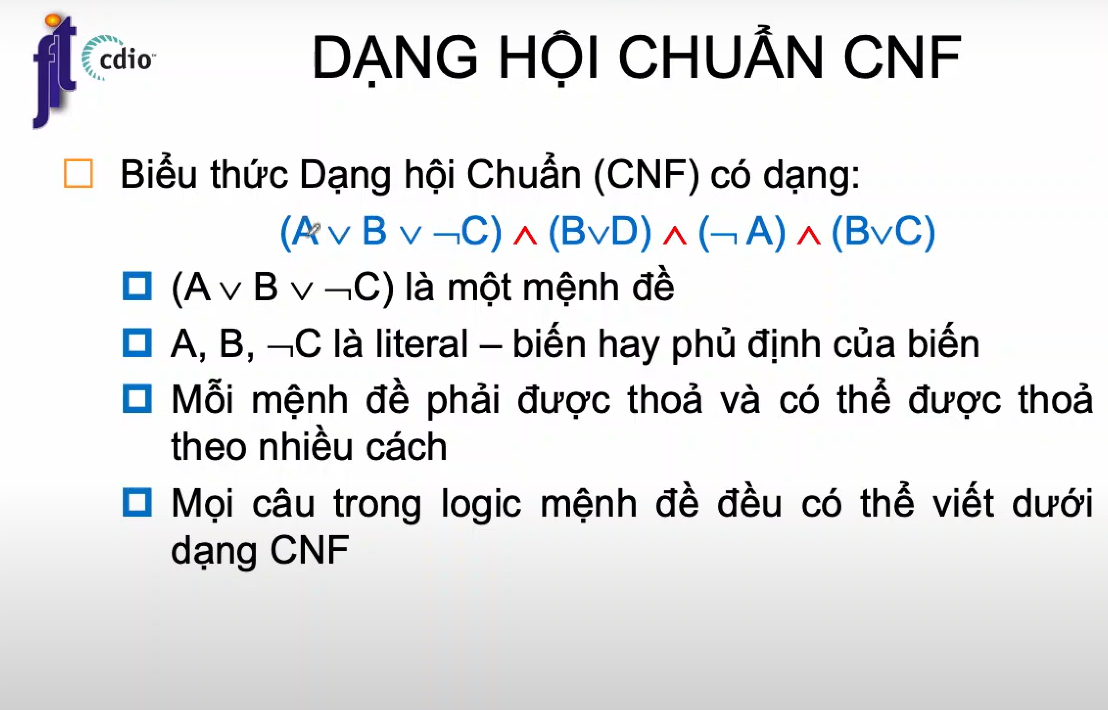 fit
cdio™
DẠNG HỘI CHUẨN CNF
Biểu thức Dạng hội Chuẩn (CNF) có dạng:
(A ∨ B ∨ ¬C) ∧ (B∨D) ∧ (¬ A) ∧ (B∨C)
(A ∨ B ∨ ¬C) là một mệnh đề
A, B, ¬C là literal – biến hay phủ định của biến
Mỗi mệnh đề phải được thoả và có thể được thoả
theo nhiều cách
Mọi câu trong logic mệnh đề đều có thể viết dưới
dạng CNF